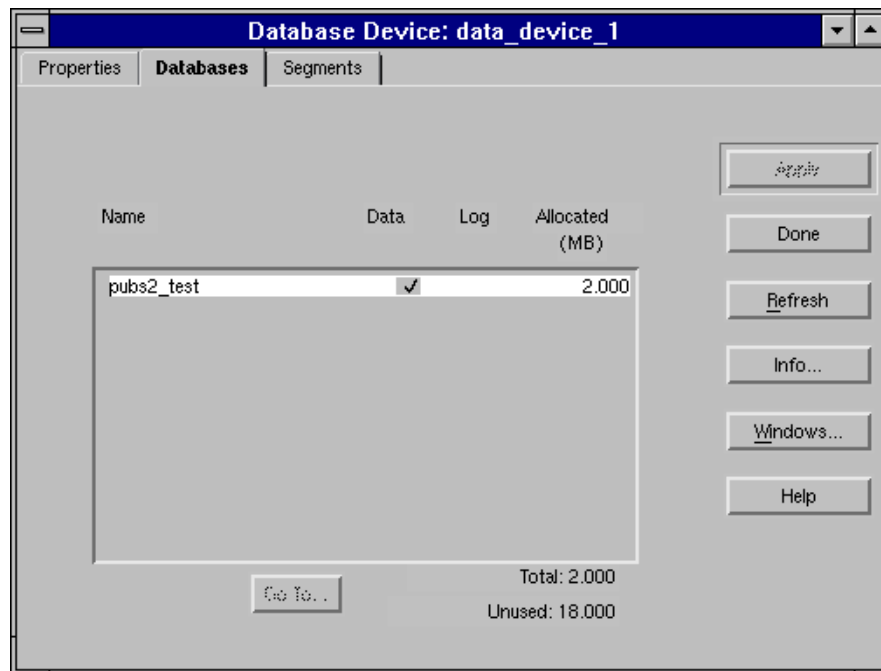 Database Device: data_device_1
Properties Databases Segments
Apply
Name Data Log Allocated (MB)
Done
pubs2_test 2.000
Refresh
Info...
Windows...
Help
Total: 2.000
Go To...
Unused: 18.000